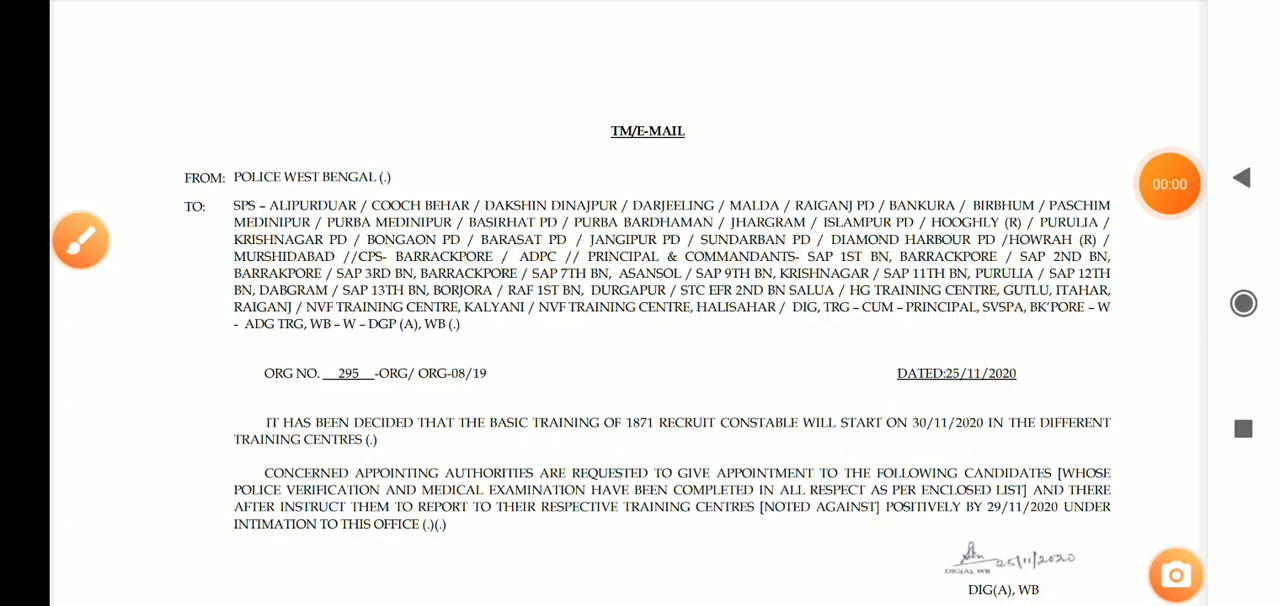 TM/E-MAIL
FROM: POLICE WEST BENGAL (.)
TO: SPS – ALIPURDUAR / COOCH BEHAR / DAKSHIN DINAJPUR / DARJEELING / MALDA / RAIGANJ PD / BANKURA / BIRBHUM / PASCHIM
MEDINIPUR / PURBA MEDINIPUR / BASIRHAT PD / PURBA BARDHAMAN / JHARGRAM / ISLAMPUR PD / HOOGHLY (R) / PURULIA /
KRISHNAGAR PD / BONGAON PD / BARASAT PD / JANGIPUR PD / SUNDARBAN PD / DIAMOND HARBOUR PD /HOWRAH (R) /
MURSHIDABAD //CPS- BARRACKPORE / ADPC // PRINCIPAL & COMMANDANTS- SAP 1ST BN, BARRACKPORE / SAP 2ND BN,
BARRAKPORE / SAP 3RD BN, BARRACKPORE / SAP 7TH BN, ASANSOL / SAP 9TH BN, KRISHNAGAR / SAP 11TH BN, PURULIA / SAP 12TH
BN, DABGRAM / SAP 13TH BN, BORJORA / RAF 1ST BN, DURGAPUR / STC EFR 2ND BN SALUA / HG TRAINING CENTRE, GUTLU, ITAHAR,
RAIGANJ / NVF TRAINING CENTRE, KALYANI / NVF TRAINING CENTRE, HALISAHAR / DIG, TRG – CUM – PRINCIPAL, SVSPA, BK'PORE – W
- ADG TRG, WB – W – DGP (A), WB (.)
ORG NO. 295 -ORG/ ORG-08/19 DATED:25/11/2020
IT HAS BEEN DECIDED THAT THE BASIC TRAINING OF 1871 RECRUIT CONSTABLE WILL START ON 30/11/2020 IN THE DIFFERENT
TRAINING CENTRES (.)
CONCERNED APPOINTING AUTHORITIES ARE REQUESTED TO GIVE APPOINTMENT TO THE FOLLOWING CANDIDATES [WHOSE
POLICE VERIFICATION AND MEDICAL EXAMINATION HAVE BEEN COMPLETED IN ALL RESPECT AS PER ENCLOSED LIST] AND THERE
AFTER INSTRUCT THEM TO REPORT TO THEIR RESPECTIVE TRAINING CENTRES [NOTED AGAINST] POSITIVELY BY 29/11/2020 UNDER
INTIMATION TO THIS OFFICE (.)(.)
25/11/2020
DIG(A), WB
DIG(A), WB
00:00